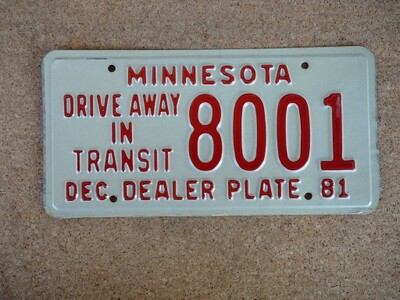 MINNESOTA
DRIVE AWAY
IN
TRANSIT
8001
DEC. DEALER PLATE 81